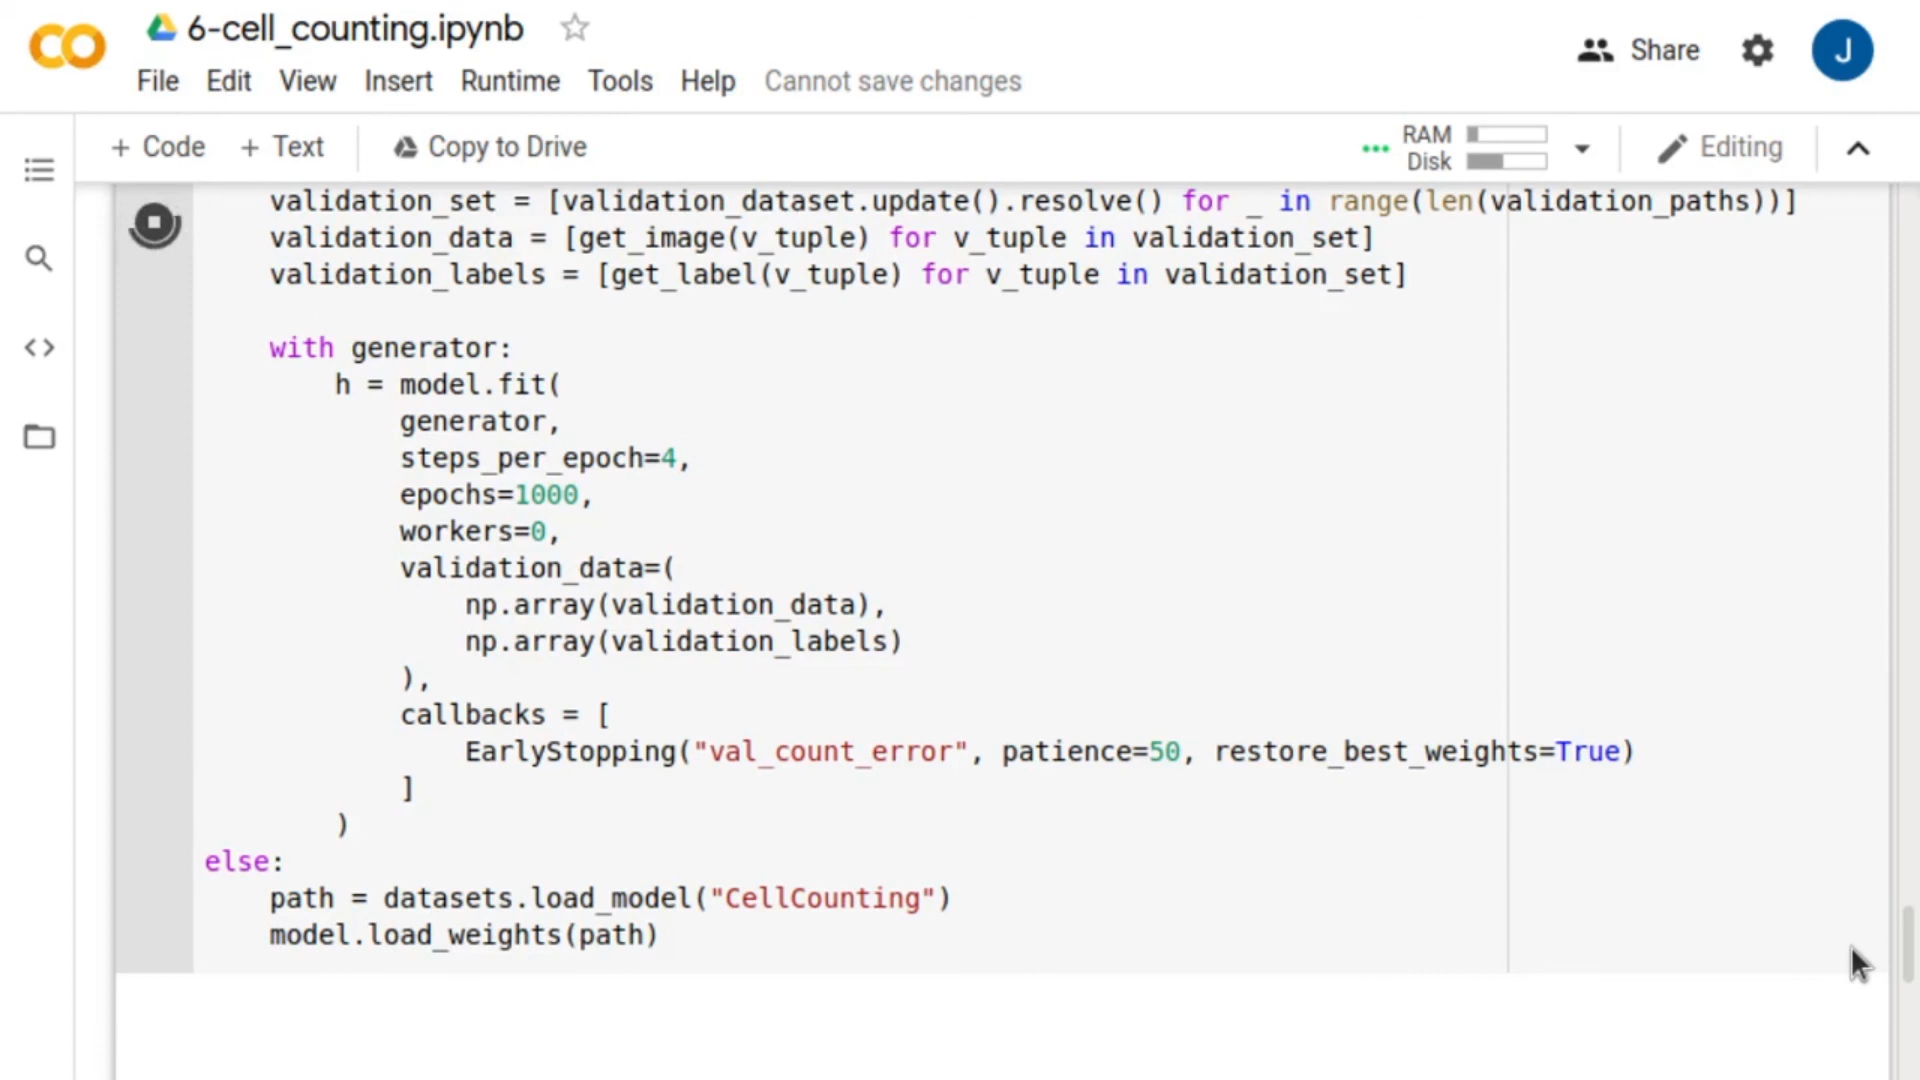 6-cell_counting.ipynb
File Edit View Insert Runtime Tools Help Cannot save changes
Share
J
+ Code + Text Copy to Drive
RAM
Disk
Editing
validation_set = [validation_dataset.update().resolve() for _ in range(len(validation_paths))]
validation_data = [get_image(v_tuple) for v_tuple in validation_set]
validation_labels = [get_label(v_tuple) for v_tuple in validation_set]
with generator:
h = model.fit(
generator,
steps_per_epoch=4,
epochs=1000,
workers=0,
validation_data=(
np.array(validation_data),
np.array(validation_labels)
),
callbacks = [
EarlyStopping("val_count_error", patience=50, restore_best_weights=True)
]
)
else:
path = datasets.load_model("CellCounting")
model.load_weights(path)